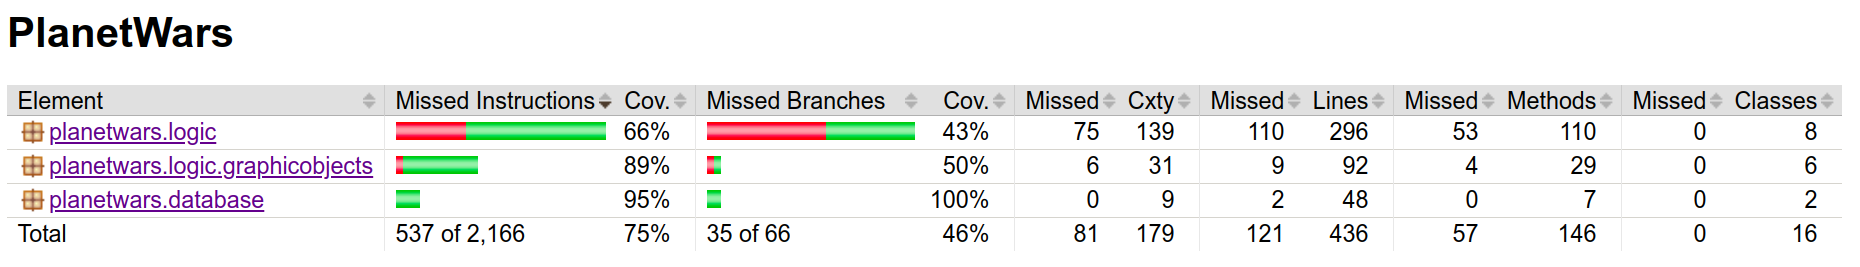 PlanetWars
Element Missed Instructions Cov. Missed Branches Cov. Missed Cxty Missed Lines Missed Methods Missed Classes
planetwars.logic 66% 43% 75 139 110 296 53 110 0 8
planetwars.logic.graphicobjects 89% 50% 6 31 9 92 4 29 0 6
planetwars.database 95% 100% 0 9 2 48 0 7 0 2
Total 537 of 2,166 75% 35 of 66 46% 81 179 121 436 57 146 0 16